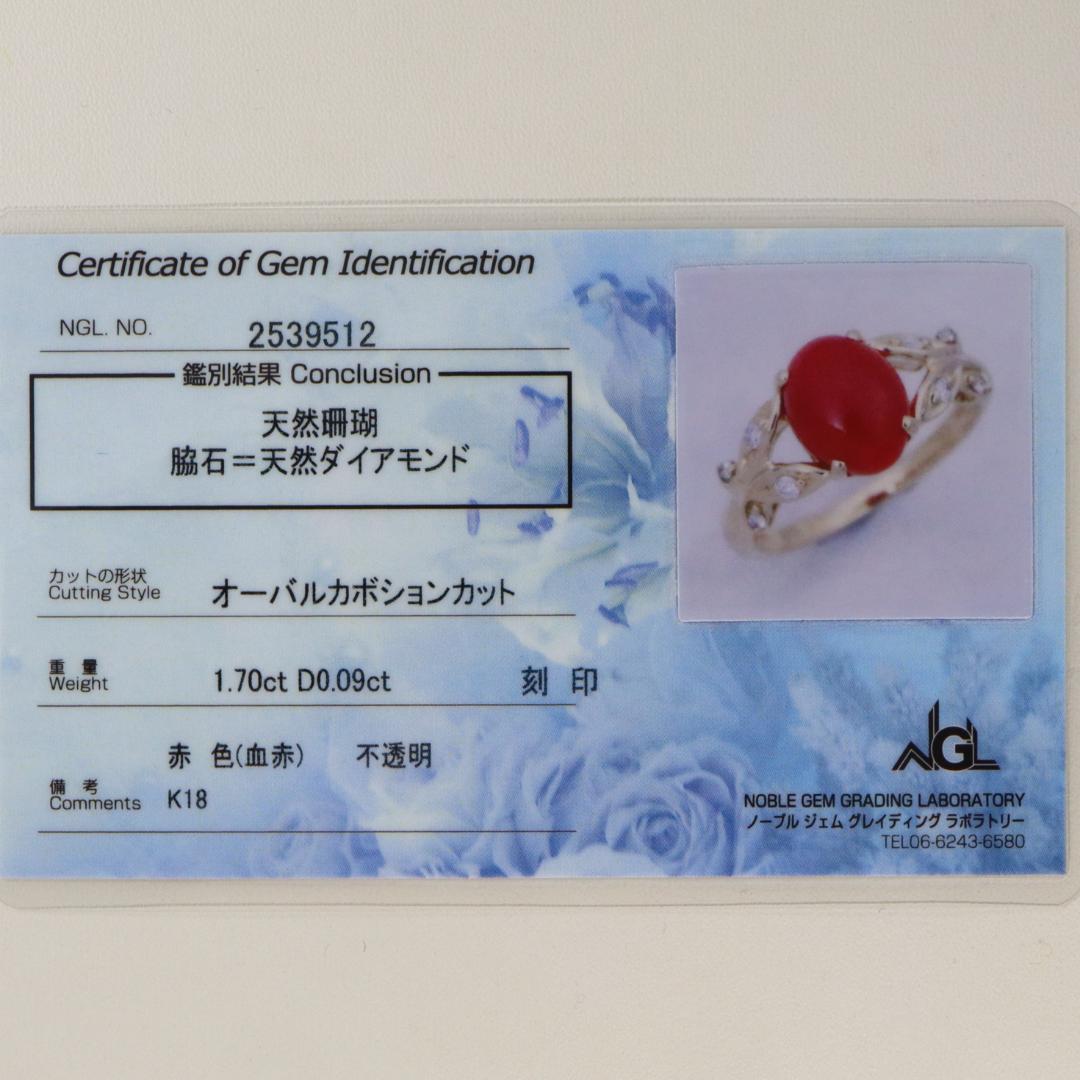 Certificate of Gem Identification
NGL. NO. 2539512
鑑別結果 Conclusion
天然珊瑚
脇石=天然ダイアモンド
カットの形状
Cutting Style オーバルカボションカット
重量
Weight 1.70ct D0.09ct 刻印
赤 色(血赤) 不透明
備考
Comments K18
NGL
NOBLE GEM GRADING LABORATORY
ノーブル ジェム グレイディング ラボラトリー
TEL06-6243-6580